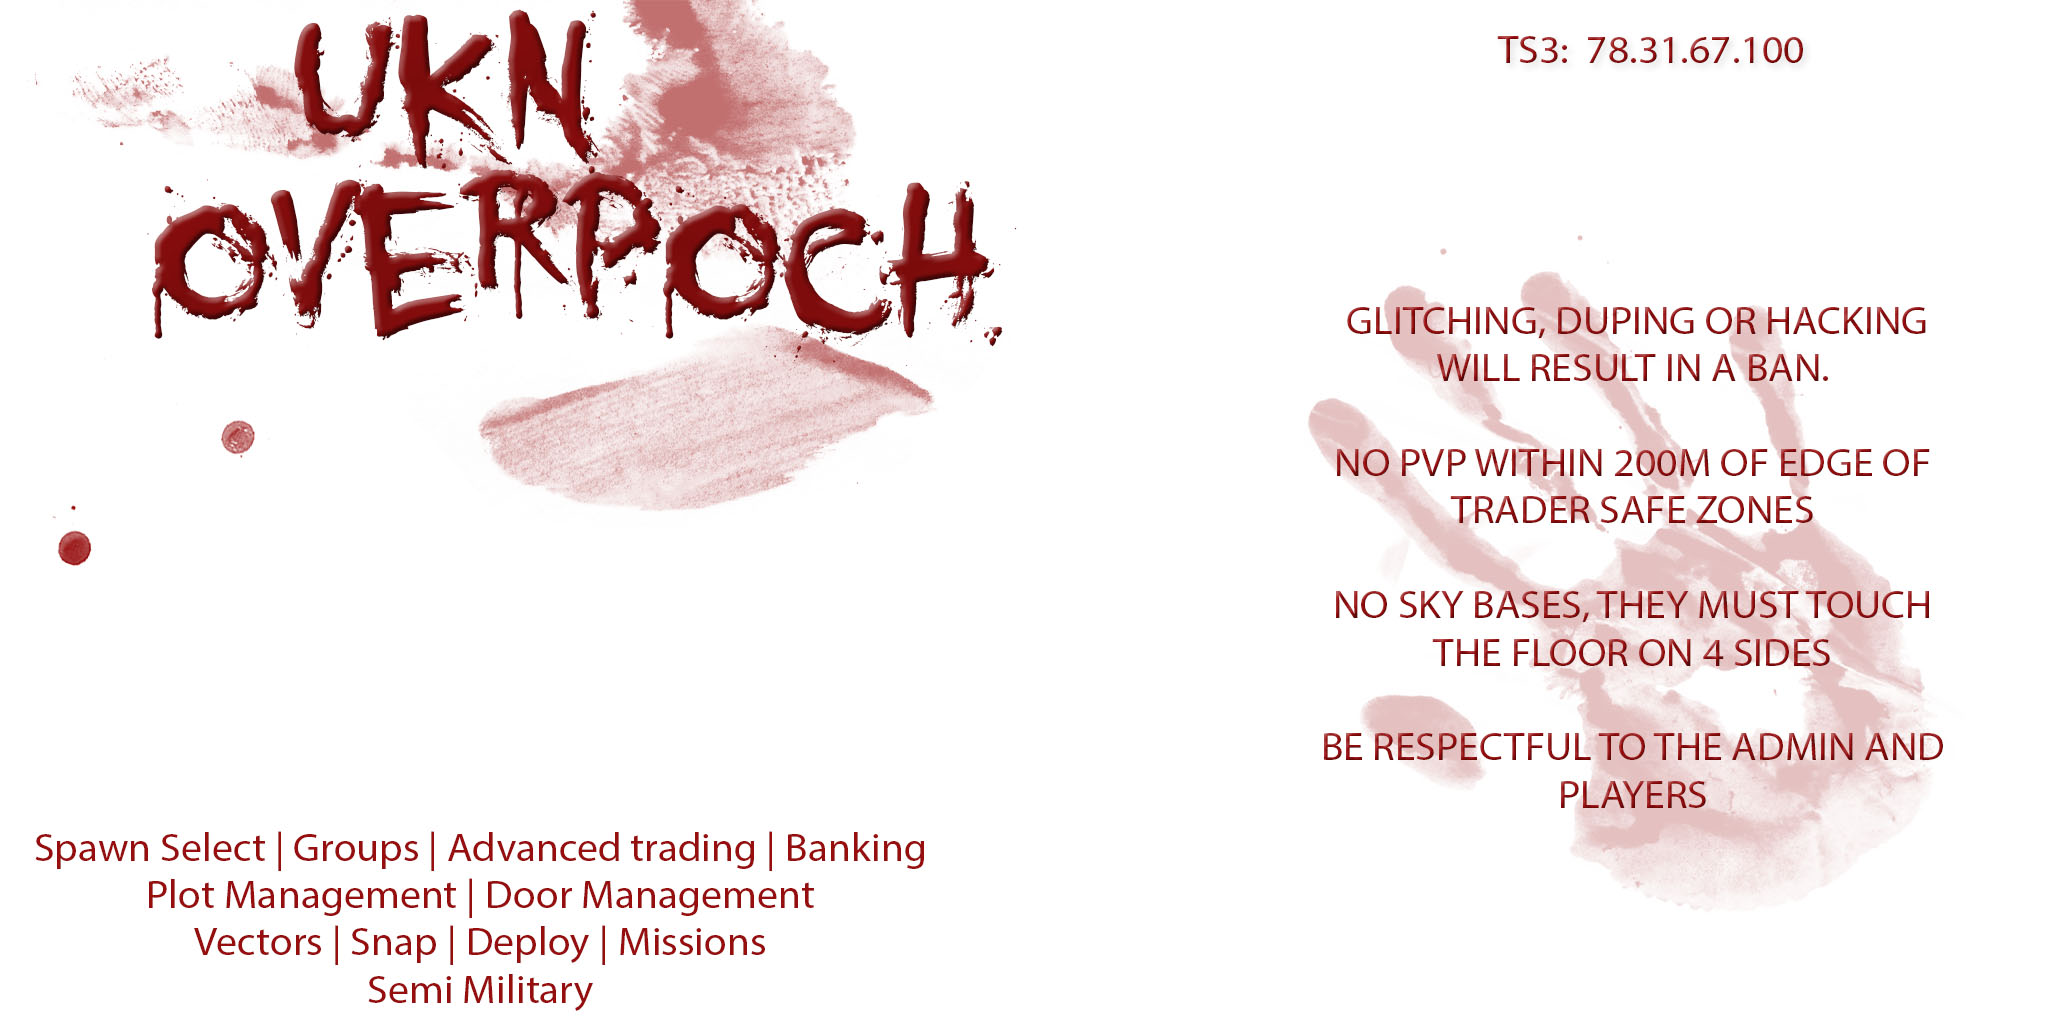 UKN
OVERPOCH
Spawn Select | Groups | Advanced trading | Banking
Plot Management | Door Management
Vectors | Snap | Deploy | Missions
Semi Military
TS3: 78.31.67.100
GLITCHING, DUPING OR HACKING
WILL RESULT IN A BAN.
NO PVP WITHIN 200M OF EDGE OF
TRADER SAFE ZONES
NO SKY BASES, THEY MUST TOUCH
THE FLOOR ON 4 SIDES
BE RESPECTFUL TO THE ADMIN AND
PLAYERS